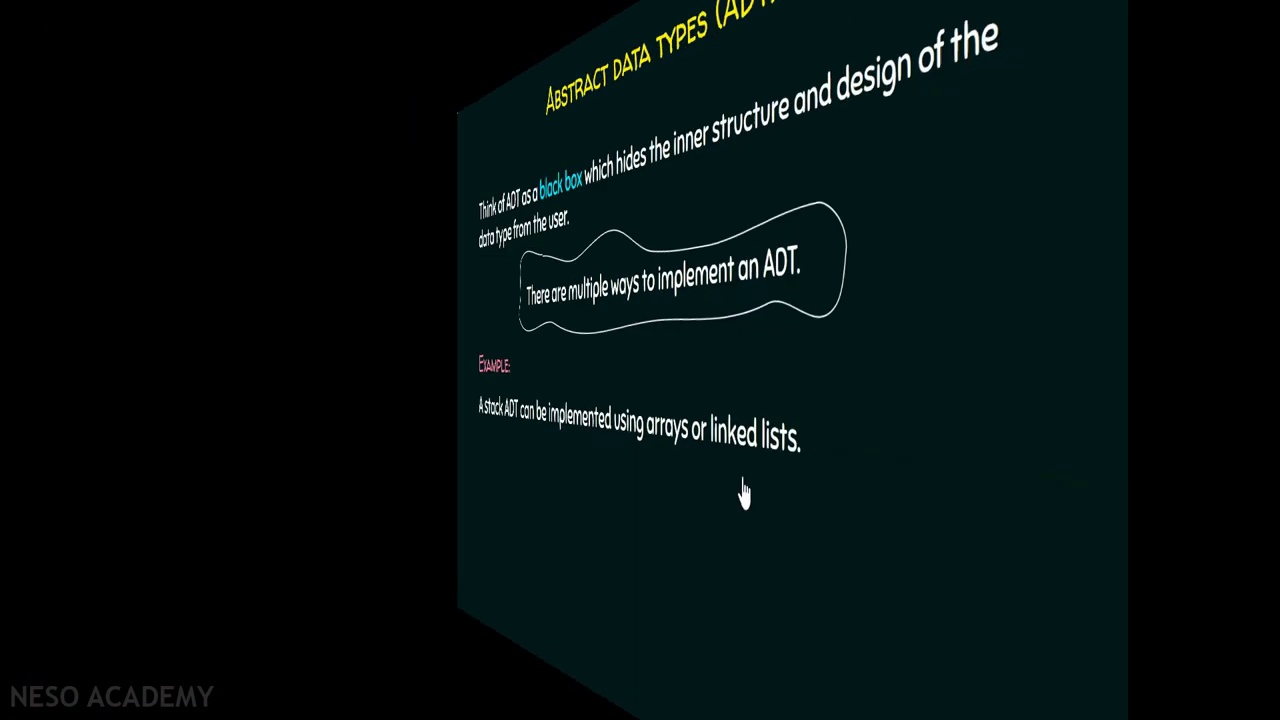 ABSTRACT DATA TYPES (ADT
Think of ADT as a black box which hides the inner structure and design of the
data type from the user.
There are multiple ways to implement an ADT.
EXAMPLE:
A stack ADT can be implemented using arrays or linked lists.
NESO ACADEMY